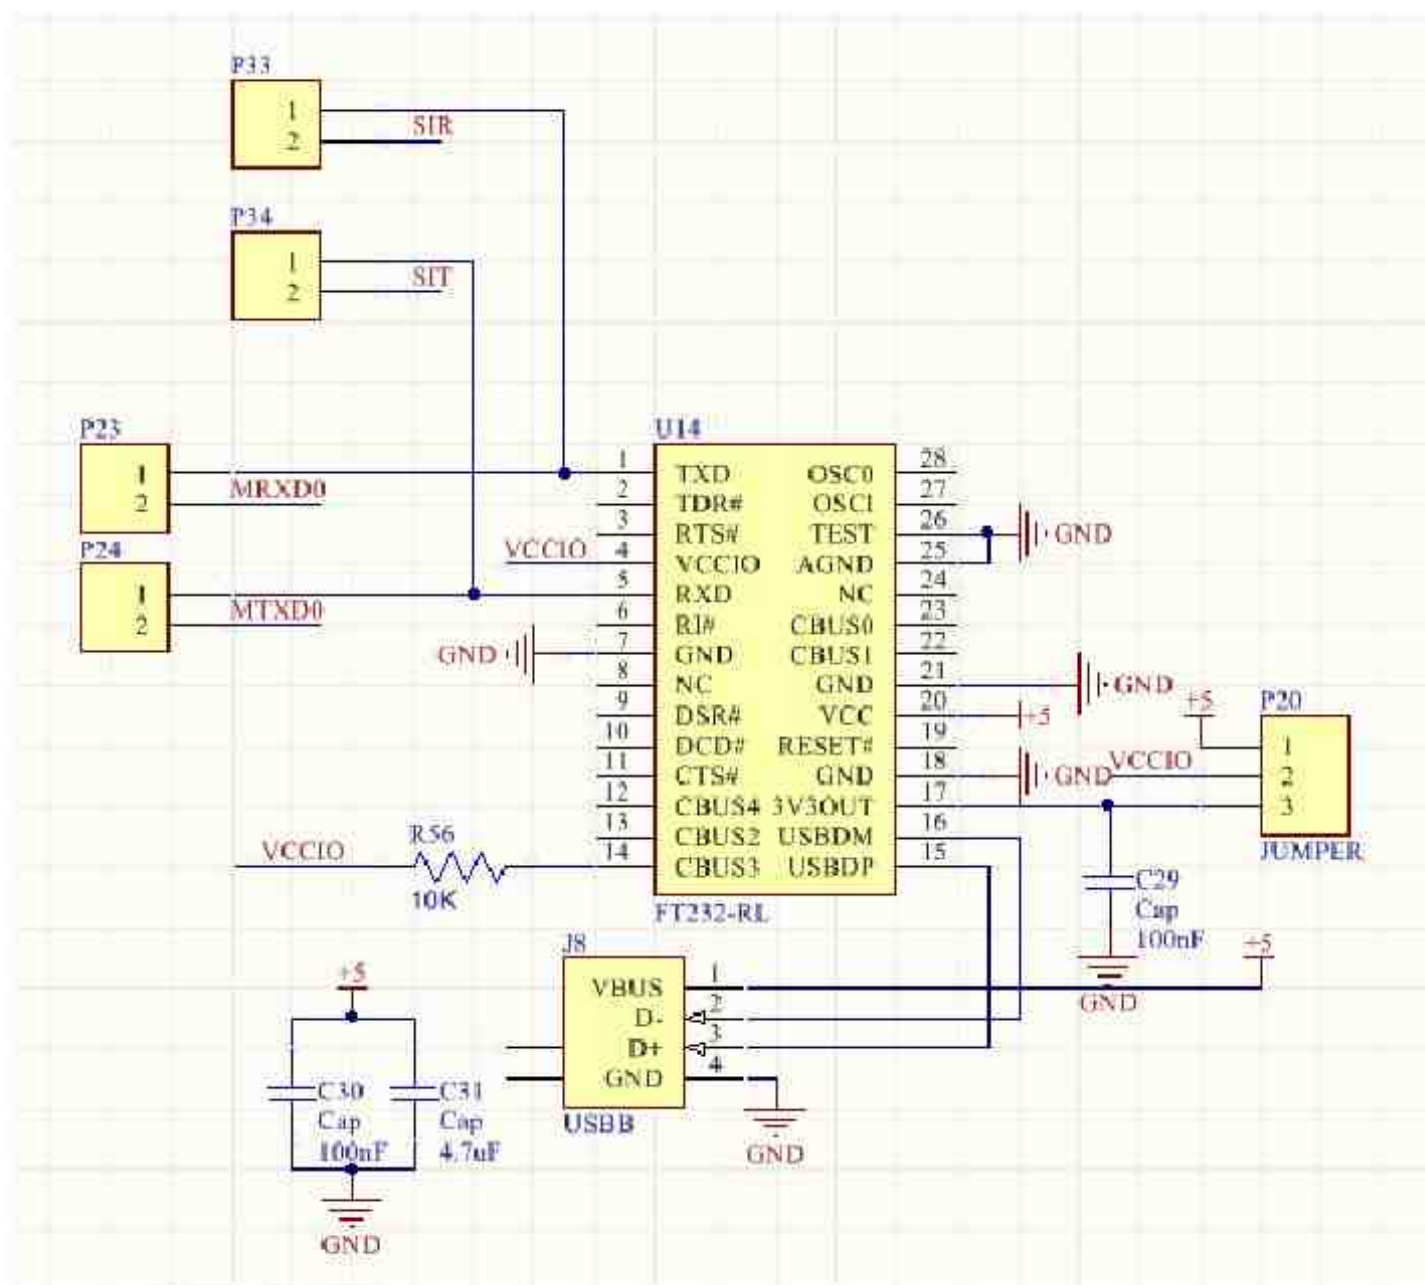 P33
1
SIR
2
P34
1
SIT
2
P23
1
MRXD0
2
P24
1
MTXD0
2
U14
1 TXD OSC0 28
2 TDR# OSCI 27
3 RTS# TEST 26
GND
VCCIO 4 VCCIO AGND 25
5 RXD NC 24
6 RI# CBUS0 23
GND 7 GND CBUS1 22
8 NC GND 21 GND
9 DSR# VCC 20 +5
10 DCD# RESET# 19
11 CTS# GND 18 GND
12 CBUS4 3V3OUT 17
13 CBUS2 USBDM 16
14 CBUS3 USBDP 15
FT232-RL
+5
P20
1
VCCIO 2
3
JUMPER
VCCIO
R56
10K
C29
Cap
100nF
GND
+5
J8
VBUS 1
D- 2
D+ 3
GND 4
USBB
GND
+5
C30
Cap
100nF
C31
Cap
4.7uF
GND